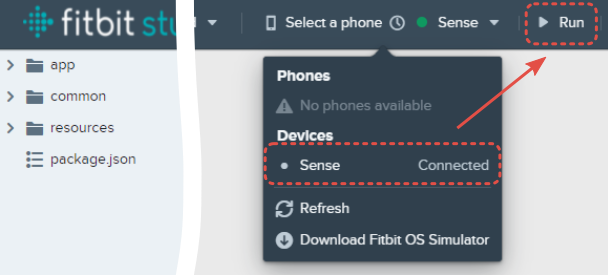 fitbit stu
Select a phone Sense Run
app
common
resources
package.json
Phones
No phones available
Devices
Sense Connected
Refresh
Download Fitbit OS Simulator